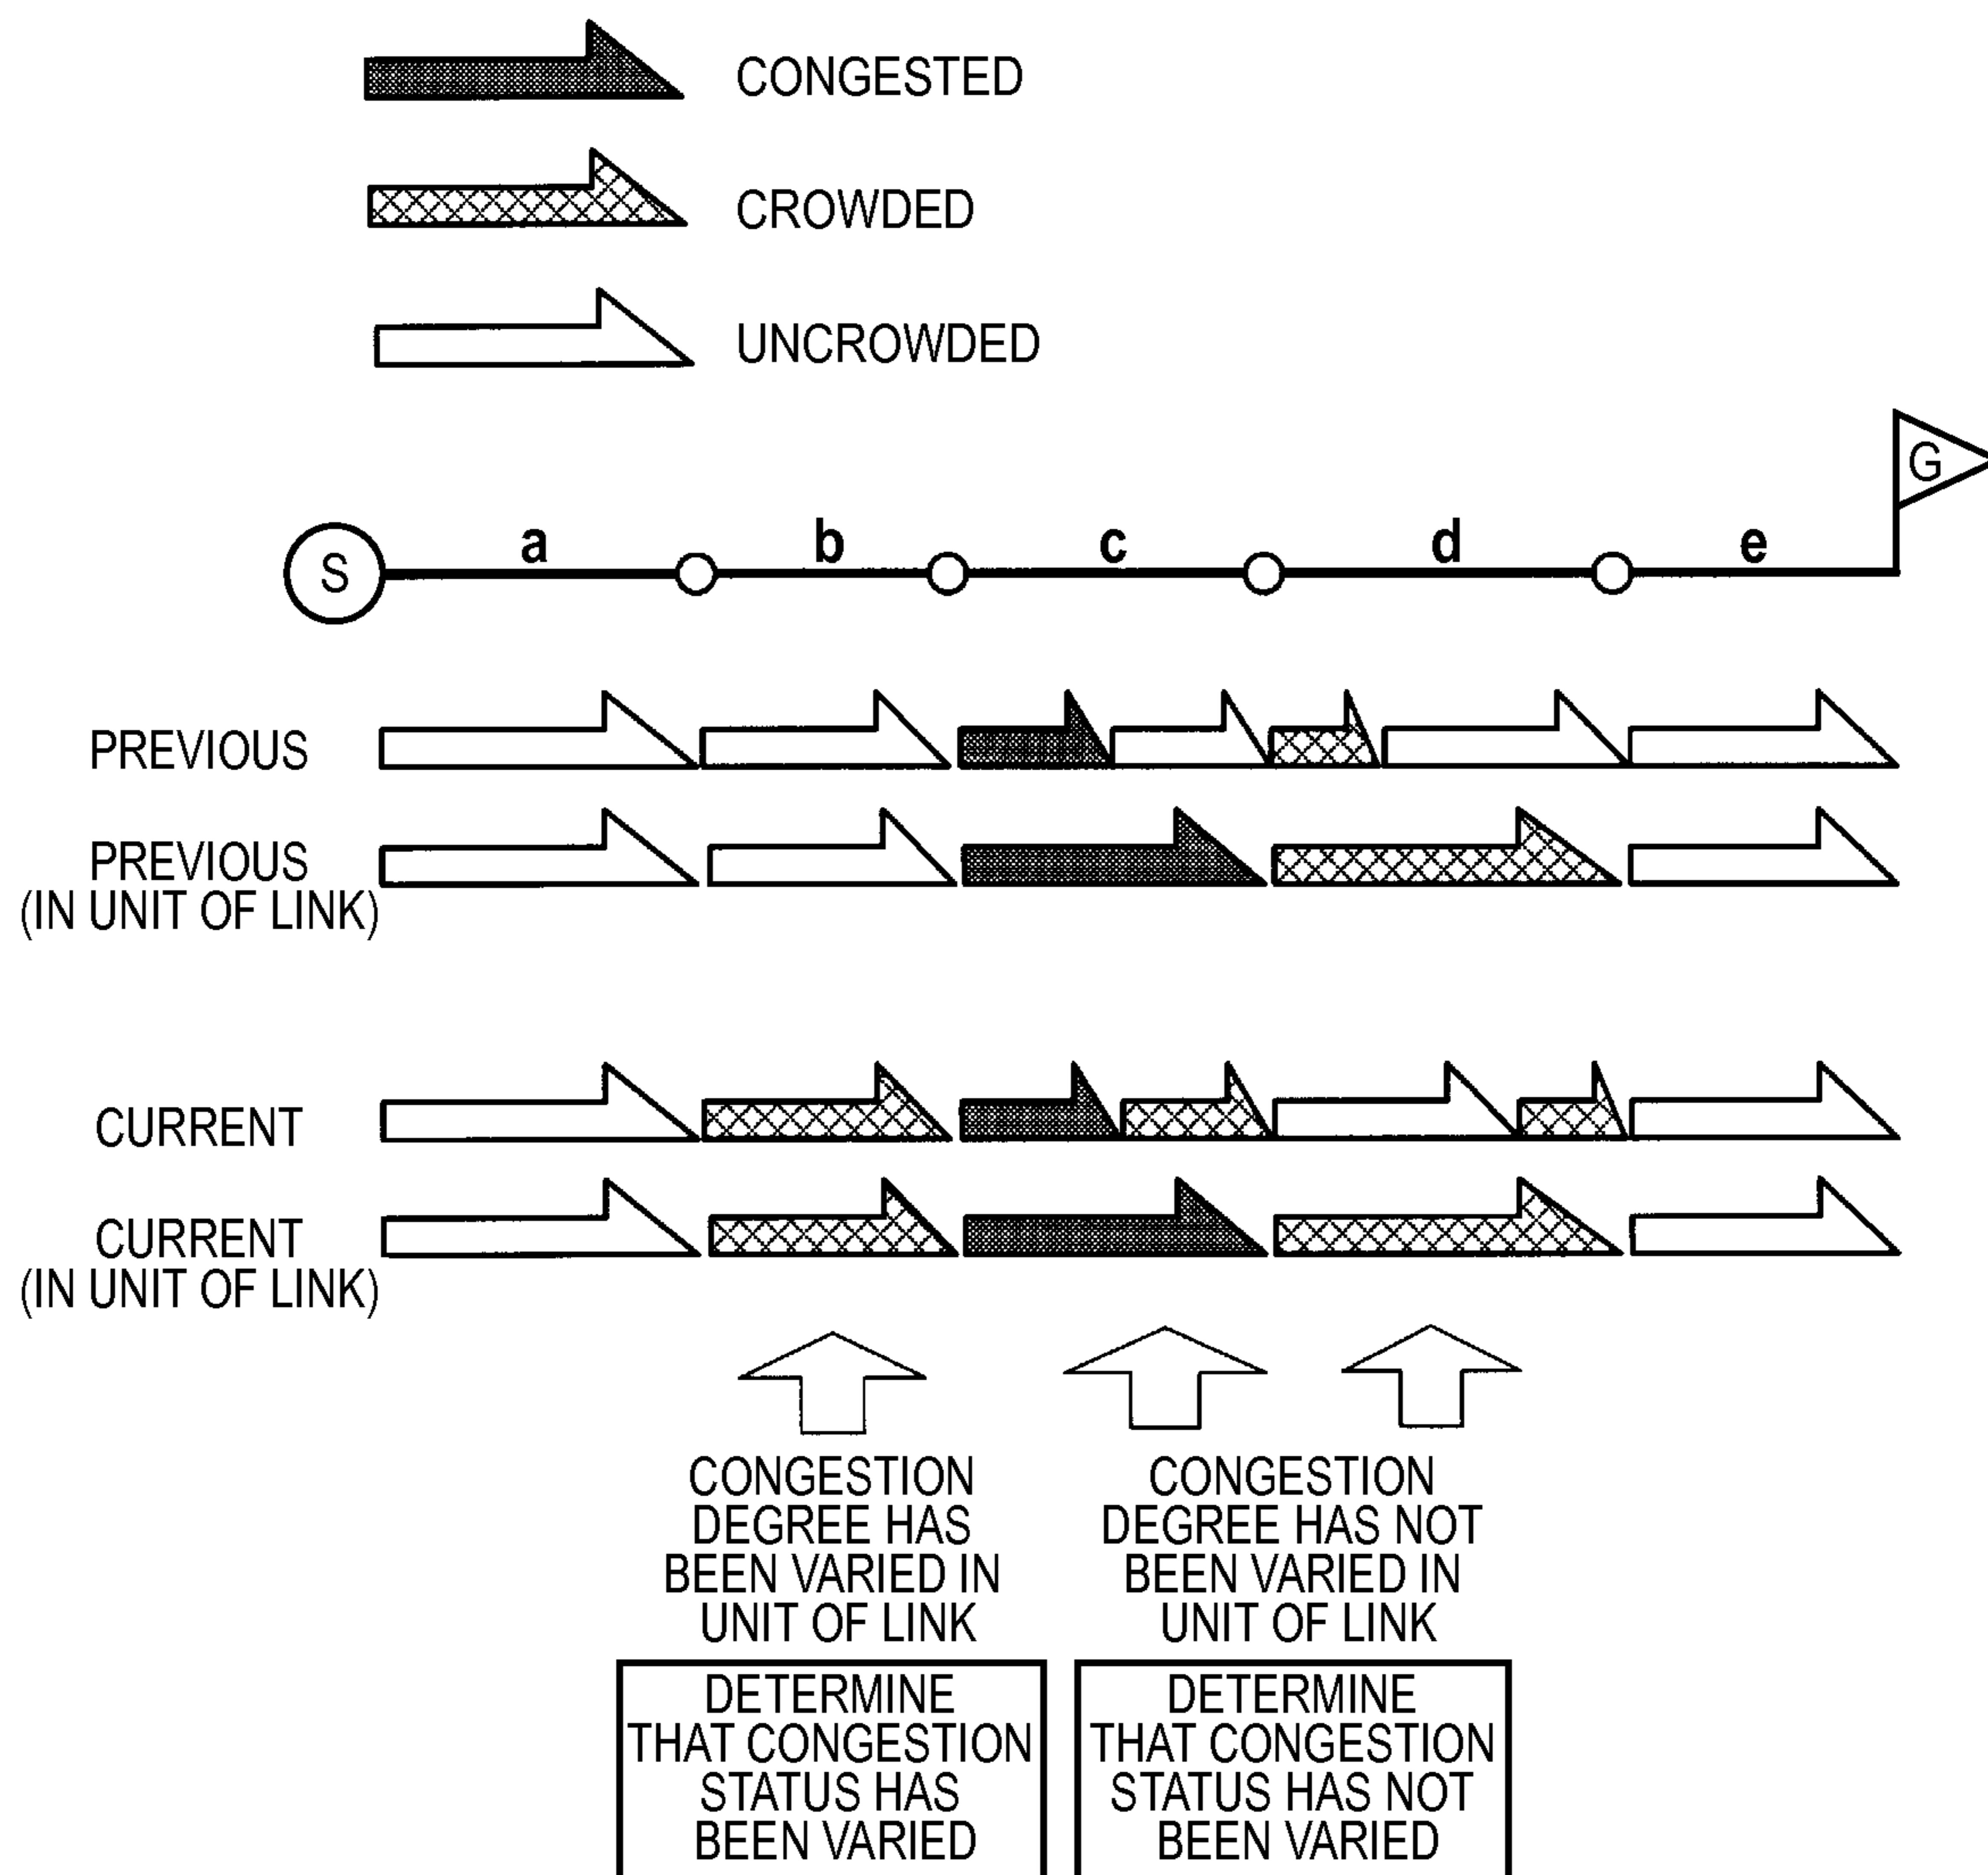 CONGESTED
CROWDED
UNCROWDED
G
S a b c d e
PREVIOUS
PREVIOUS
(IN UNIT OF LINK)
CURRENT
CURRENT
(IN UNIT OF LINK)
CONGESTION
DEGREE HAS
BEEN VARIED IN
UNIT OF LINK
CONGESTION
DEGREE HAS NOT
BEEN VARIED IN
UNIT OF LINK
DETERMINE
THAT CONGESTION
STATUS HAS
BEEN VARIED
DETERMINE
THAT CONGESTION
STATUS HAS NOT
BEEN VARIED